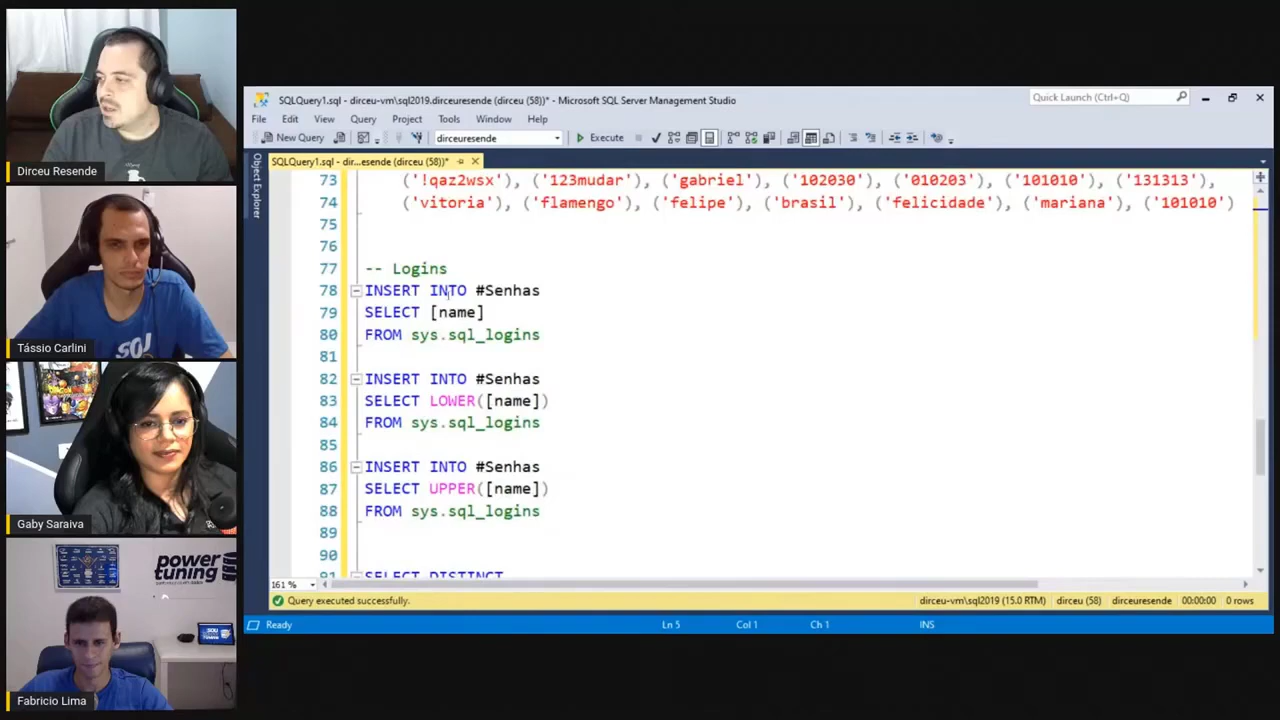 Dirceu Resende
Tássio Carlini
Gaby Saraiva
power
tuning
Fabricio Lima
SQLQuery1.sql - dirceu-vm\sql2019.dirceuresende (dirceu (58))* - Microsoft SQL Server Management Studio
Quick Launch (Ctrl+Q)
File Edit View Query Project Tools Window Help
New Query dirceuresende Execute
SQLQuery1.sql - dir...esende (dirceu (58))*
Object Explorer
73 ('!qaz2wsx'), ('123mudar'), ('gabriel'), ('102030'), ('010203'), ('101010'), ('131313'),
74 ('vitoria'), ('flamengo'), ('felipe'), ('brasil'), ('felicidade'), ('mariana'), ('101010')
75
76
77 -- Logins
78 INSERT INTO #Senhas
79 SELECT [name]
80 FROM sys.sql_logins
81
82 INSERT INTO #Senhas
83 SELECT LOWER([name])
84 FROM sys.sql_logins
85
86 INSERT INTO #Senhas
87 SELECT UPPER([name])
88 FROM sys.sql_logins
89
90
91 SELECT DISTINCT
161 %
Query executed successfully. dirceu-vm\sql2019 (15.0 RTM) dirceu (58) dirceuresende 00:00:00 0 rows
Ready Ln 5 Col 1 Ch 1 INS